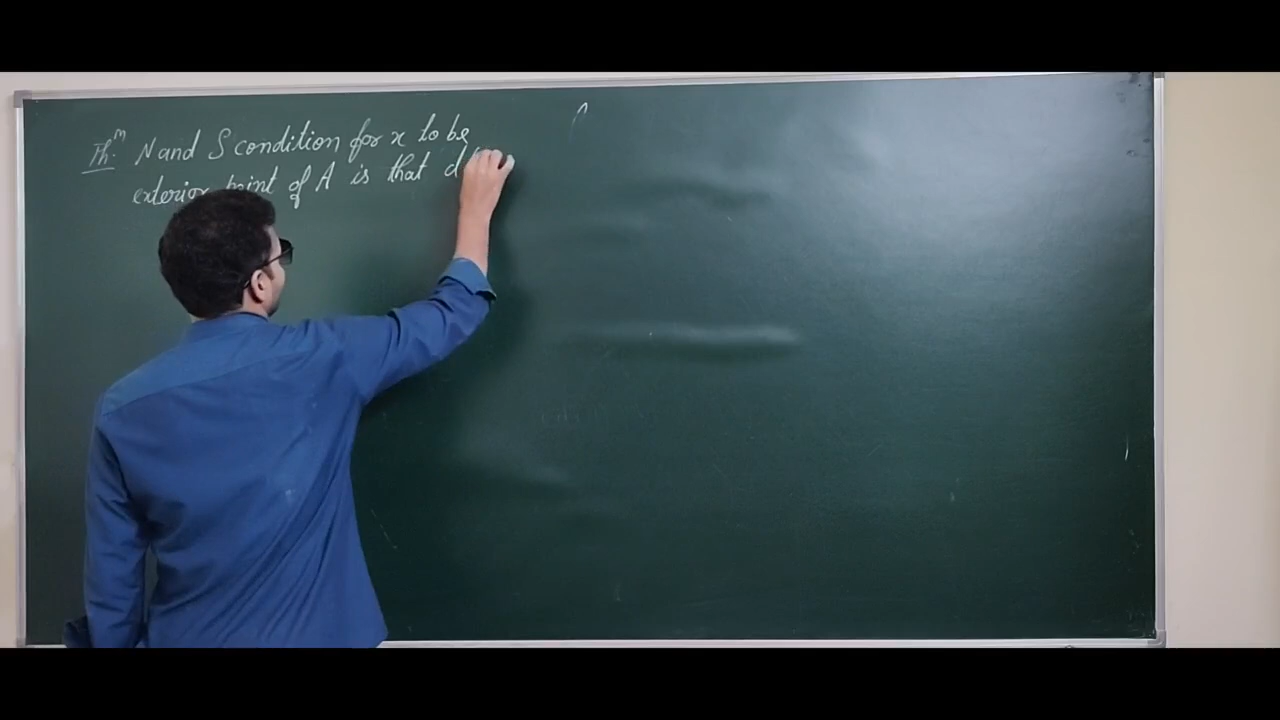 Th.ᵐ N and S condition for x to be
exterior point of A is that d(